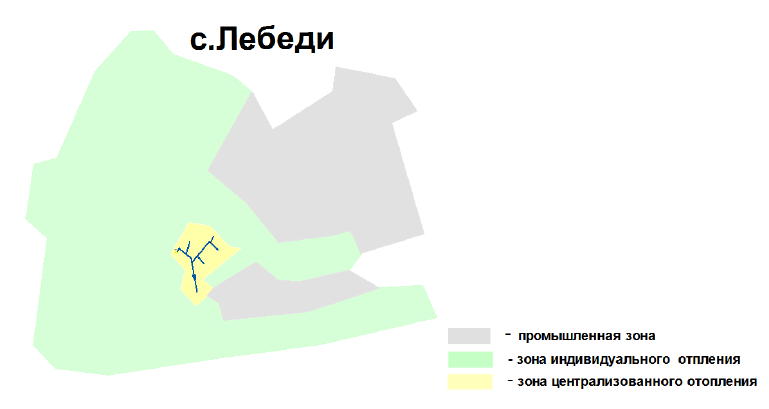 с.Лебеди
- промышленная зона
- зона индивидуального отпления
- зона централизованного отопления